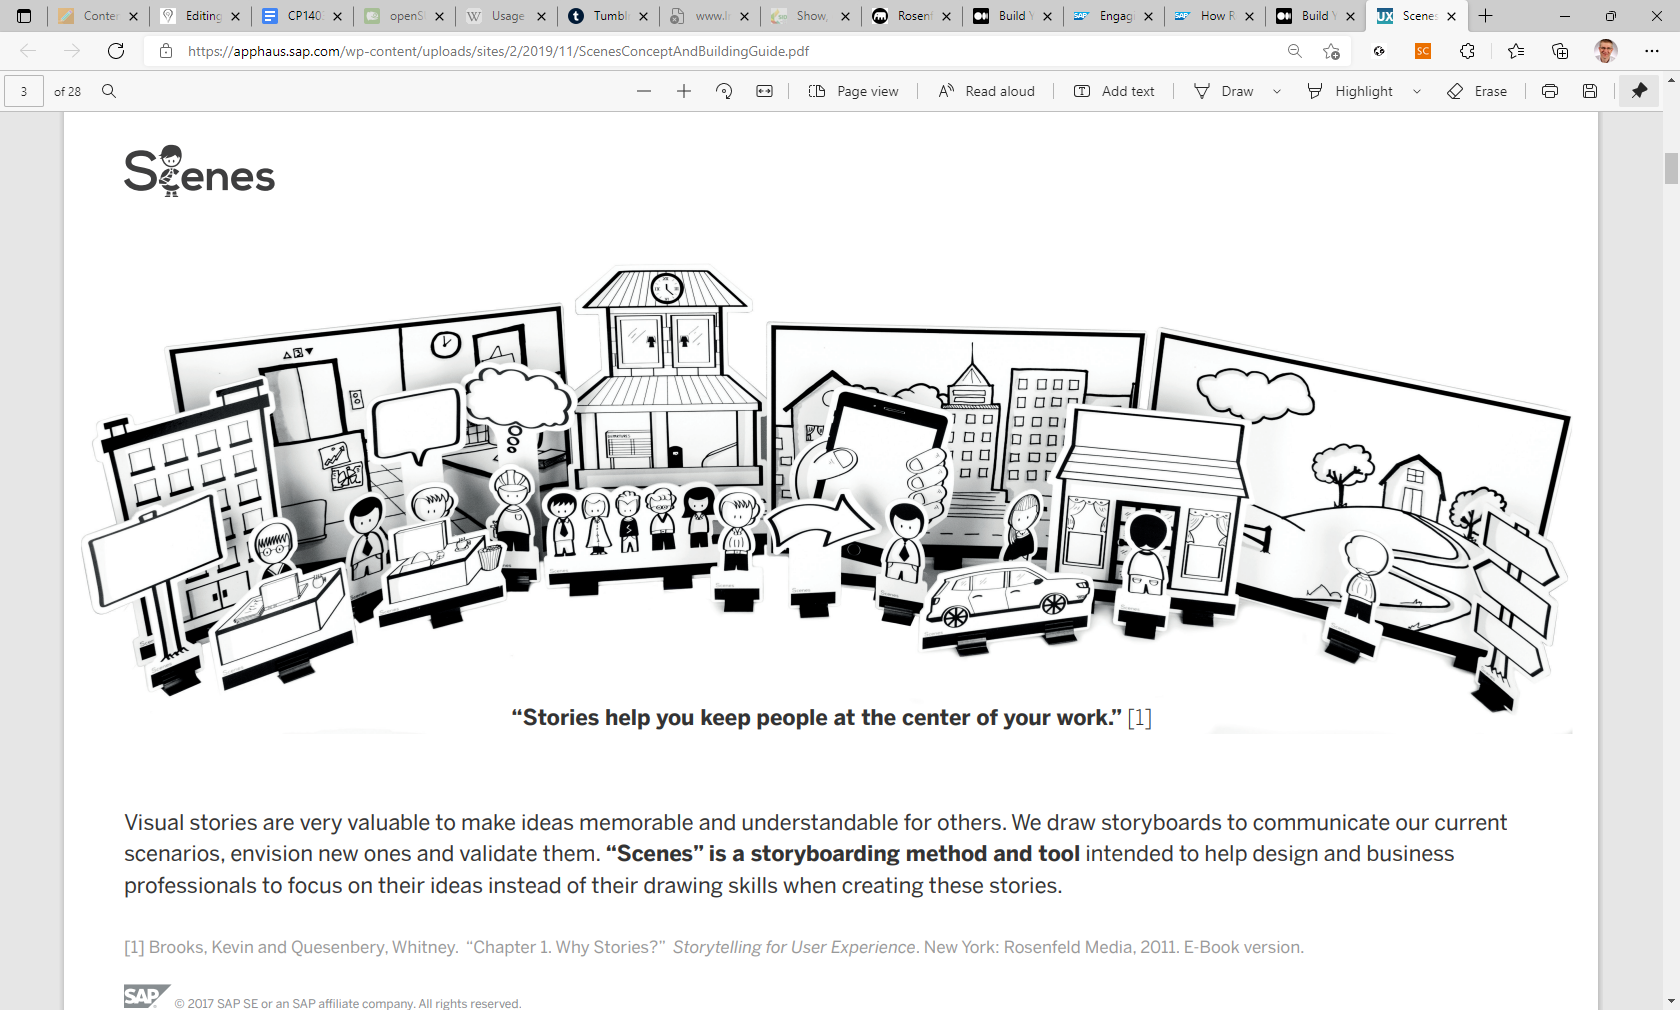 Conten
Editing
CP140
openS
Usage
Tumbl
www.l
Show,
Rosenf
Build Y
Engag
How R
Build Y
Scenes
https://apphaus.sap.com/wp-content/uploads/sites/2/2019/11/ScenesConceptAndBuildingGuide.pdf
3 of 28
Page view
Read aloud
Add text
Draw
Highlight
Erase
Scenes
“Stories help you keep people at the center of your work.” [1]
Visual stories are very valuable to make ideas memorable and understandable for others. We draw storyboards to communicate our current
scenarios, envision new ones and validate them. “Scenes” is a storyboarding method and tool intended to help design and business
professionals to focus on their ideas instead of their drawing skills when creating these stories.
[1] Brooks, Kevin and Quesenbery, Whitney. “Chapter 1. Why Stories?” Storytelling for User Experience. New York: Rosenfeld Media, 2011. E-Book version.
SAP © 2017 SAP SE or an SAP affiliate company. All rights reserved.